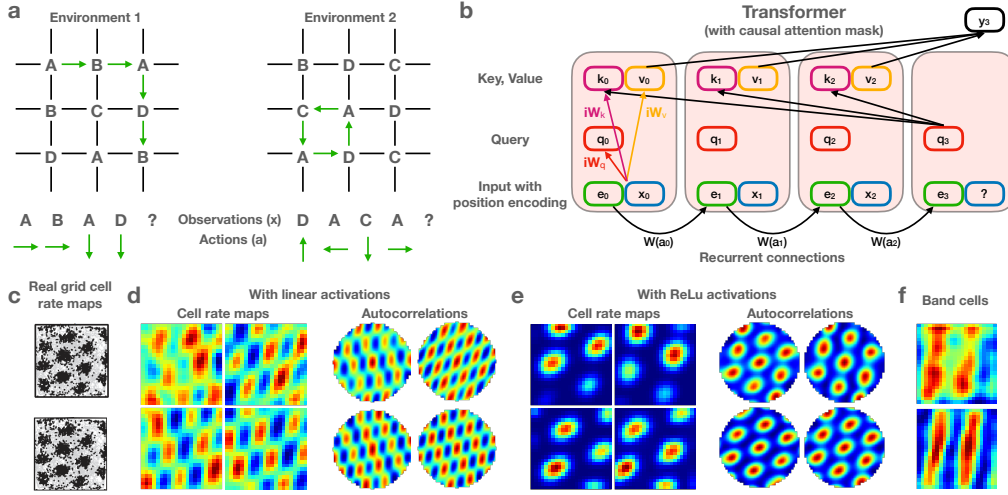 a
Environment 1
A B A
B C D
D A B
A B A D ?
Environment 2
B D C
C A D
A D C
Observations (x)
Actions (a)
D A C A ?
b
Transformer
(with causal attention mask)
y3
Key, Value
k0 v0 k1 v1 k2 v2
iWk iWv
Query
q0 q1 q2 q3
iWq
Input with
position encoding
e0 x0 e1 x1 e2 x2 e3 ?
W(a0) W(a1) W(a2)
Recurrent connections
c
Real grid cell
rate maps
d
With linear activations
Cell rate maps Autocorrelations
e
With ReLu activations
Cell rate maps Autocorrelations
f
Band cells